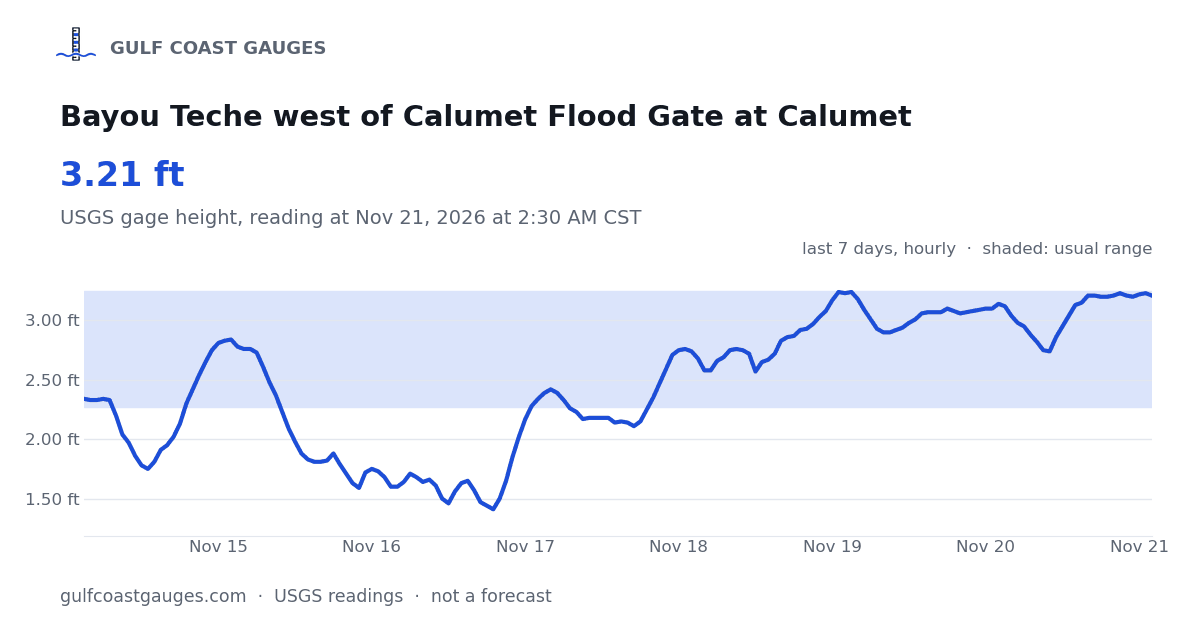 GULF COAST GAUGES
Bayou Teche west of Calumet Flood Gate at Calumet
3.21 ft
USGS gage height, reading at Nov 21, 2026 at 2:30 AM CST
last 7 days, hourly · shaded: usual range
3.00 ft
2.50 ft
2.00 ft
1.50 ft
Nov 15 Nov 16 Nov 17 Nov 18 Nov 19 Nov 20 Nov 21
gulfcoastgauges.com · USGS readings · not a forecast